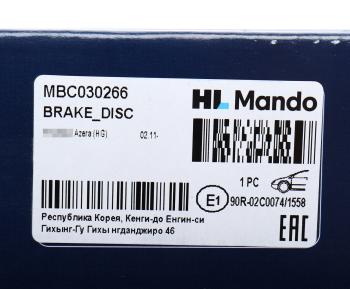 MBC030266
HL Mando
BRAKE_DISC
Azera (HG) 02.11-
1 PC
E1
90R-02C0074/1558
Республика Корея, Кенги-до Енгин-си
Гихынг-Гу Гихы нгданджиро 46
EAC